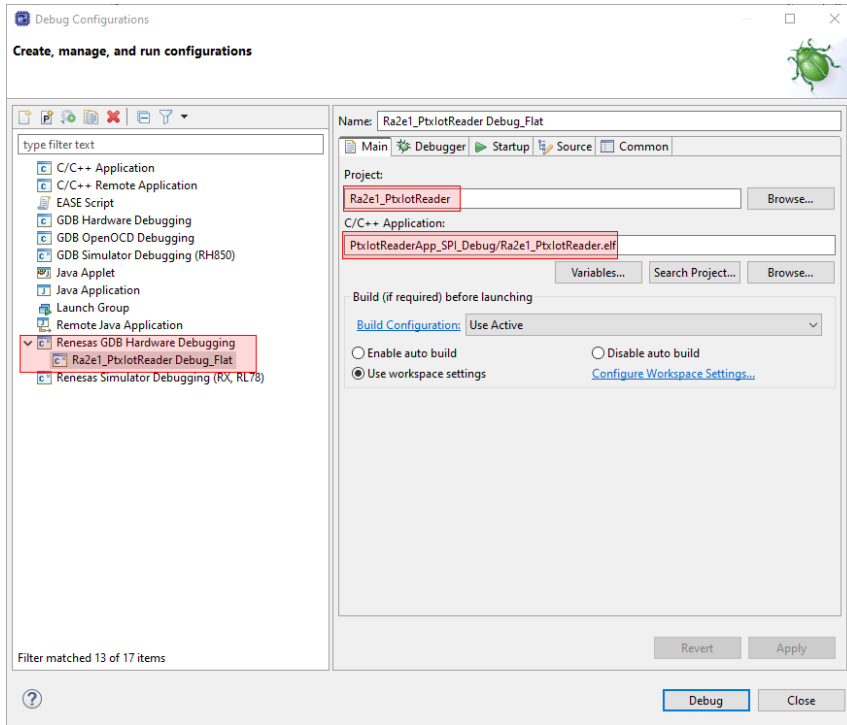 Debug Configurations
Create, manage, and run configurations
type filter text
C/C++ Application
C/C++ Remote Application
EASE Script
GDB Hardware Debugging
GDB OpenOCD Debugging
GDB Simulator Debugging (RH850)
Java Applet
Java Application
Launch Group
Remote Java Application
Renesas GDB Hardware Debugging
Ra2e1_PtxIotReader Debug_Flat
Renesas Simulator Debugging (RX, RL78)
Filter matched 13 of 17 items
Name: Ra2e1_PtxIotReader Debug_Flat
Main Debugger Startup Source Common
Project:
Ra2e1_PtxIotReader Browse...
C/C++ Application:
PtxIotReaderApp_SPI_Debug/Ra2e1_PtxIotReader.elf
Variables... Search Project... Browse...
Build (if required) before launching
Build Configuration: Use Active
Enable auto build Disable auto build
Use workspace settings Configure Workspace Settings...
Revert Apply
Debug Close